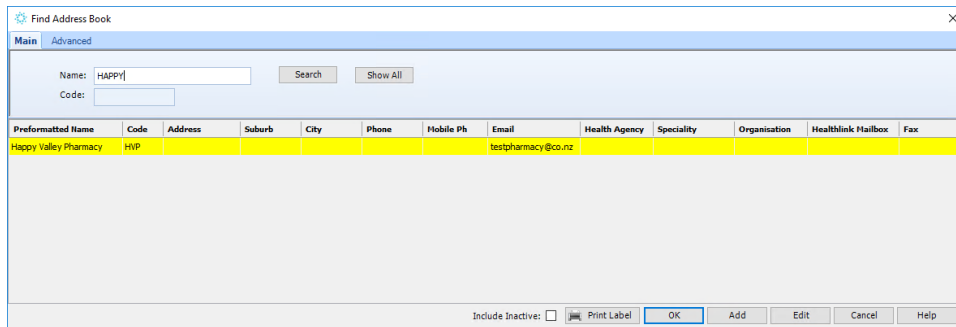 Find Address Book
Main Advanced
Name: HAPPY Search Show All
Code:
Preformatted Name Code Address Suburb City Phone Mobile Ph Email Health Agency Speciality Organisation Healthlink Mailbox Fax
Happy Valley Pharmacy HVP testpharmacy@co.nz
Include Inactive: Print Label OK Add Edit Cancel Help